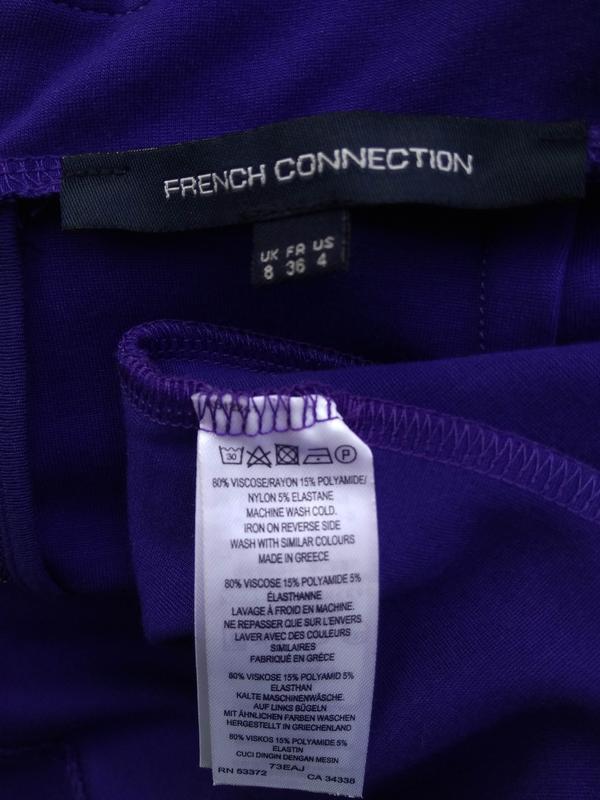 FRENCH CONNECTION
UK FR US
8 36 4
30 P
80% VISCOSE/RAYON 15% POLYAMIDE/
NYLON 5% ELASTANE
MACHINE WASH COLD.
IRON ON REVERSE SIDE
WASH WITH SIMILAR COLOURS
MADE IN GREECE
80% VISCOSE 15% POLYAMIDE 5%
ÉLASTHANNE
LAVAGE À FROID EN MACHINE.
NE REPASSER QUE SUR L'ENVERS
LAVER AVEC DES COULEURS
SIMILAIRES
FABRIQUÉ EN GRÈCE
80% VISKOSE 15% POLYAMID 5%
ELASTHAN
KALTE MASCHINENWÄSCHE.
AUF LINKS BÜGELN
MIT ÄHNLICHEN FARBEN WASCHEN
HERGESTELLT IN GRIECHENLAND
80% VISKOS 15% POLYAMIDE 5%
ELASTIN
CUCI DINGIN DENGAN MESIN
73EAJ
RN 53372 CA 34338